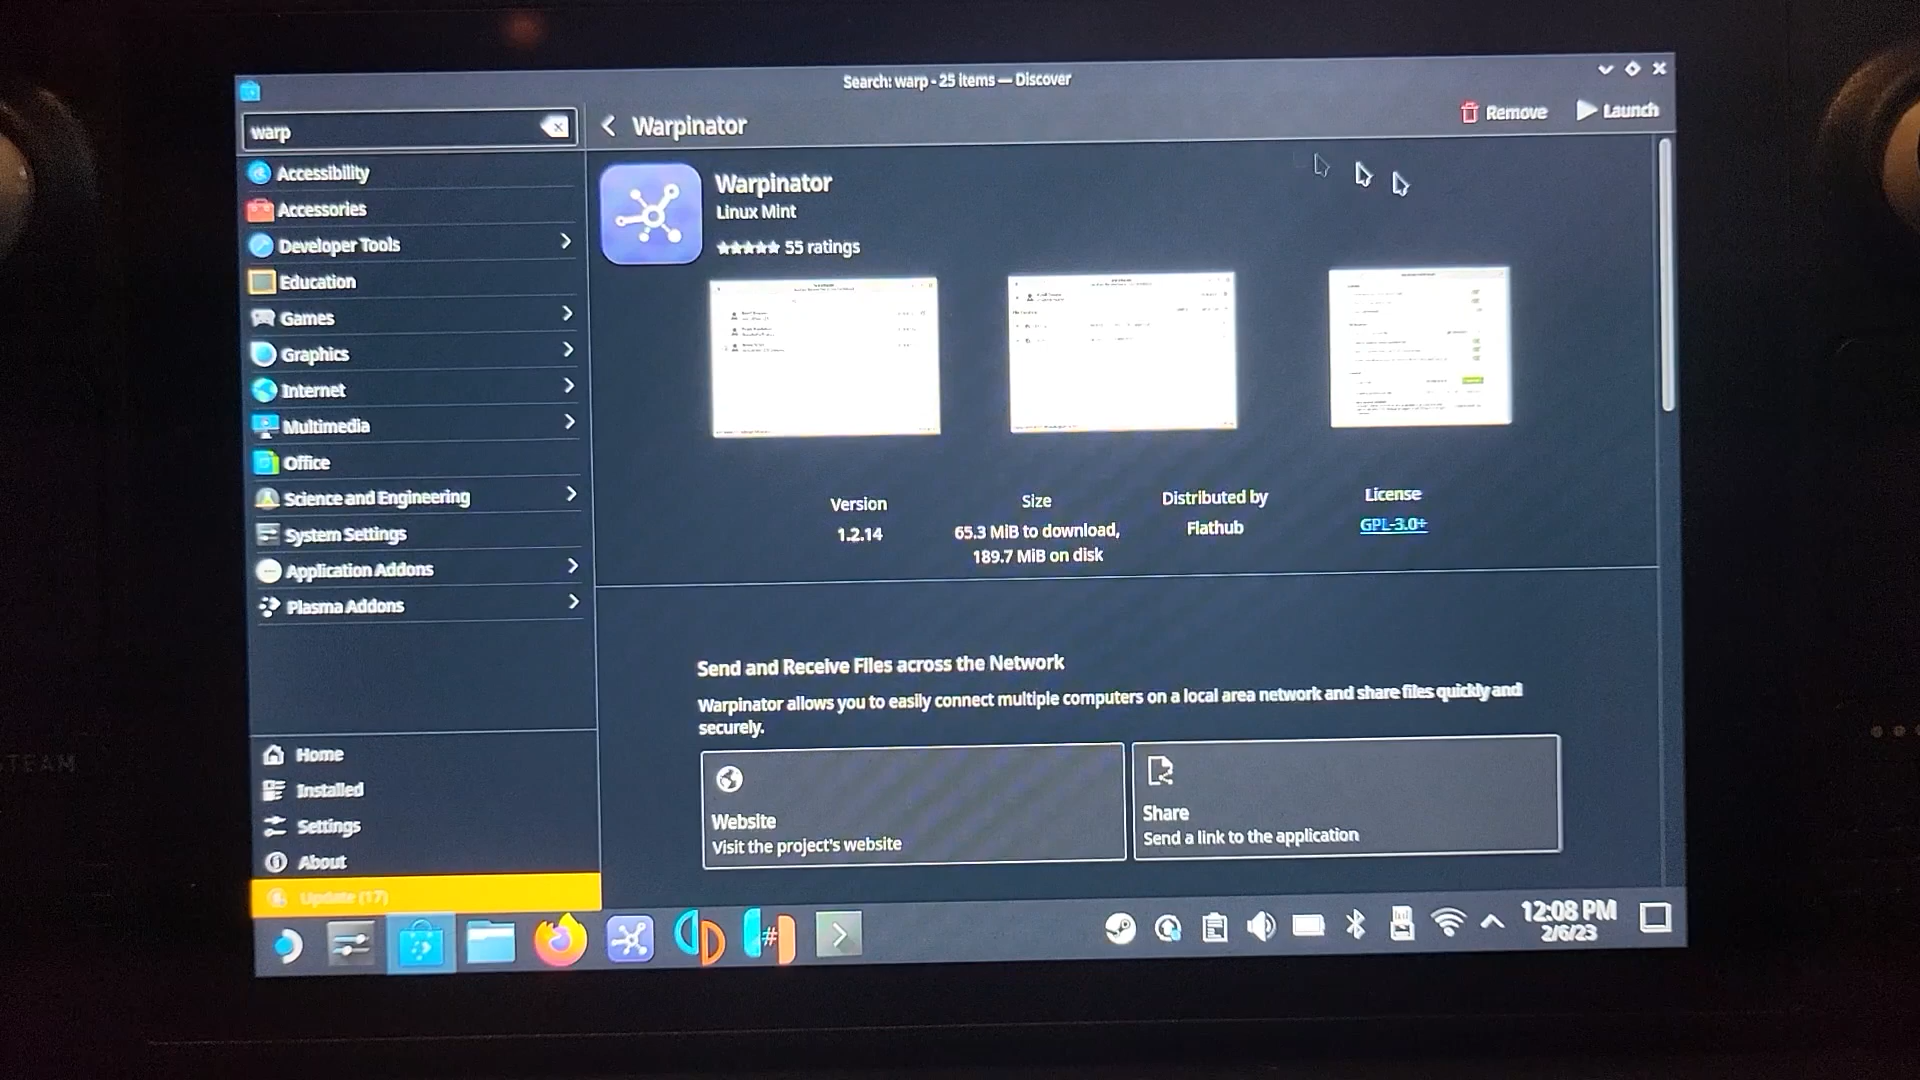 Search: warp - 25 items — Discover
warp
Warpinator
Remove
Launch
Accessibility
Accessories
Developer Tools
Education
Games
Graphics
Internet
Multimedia
Office
Science and Engineering
System Settings
Application Addons
Plasma Addons
Home
Installed
Settings
About
Update (17)
Warpinator
Linux Mint
55 ratings
Version
1.2.14
Size
65.3 MiB to download,
189.7 MiB on disk
Distributed by
Flathub
License
GPL-3.0+
Send and Receive Files across the Network
Warpinator allows you to easily connect multiple computers on a local area network and share files quickly and
securely.
Website
Visit the project's website
Share
Send a link to the application
#
12:08 PM
2/6/23
STEAM